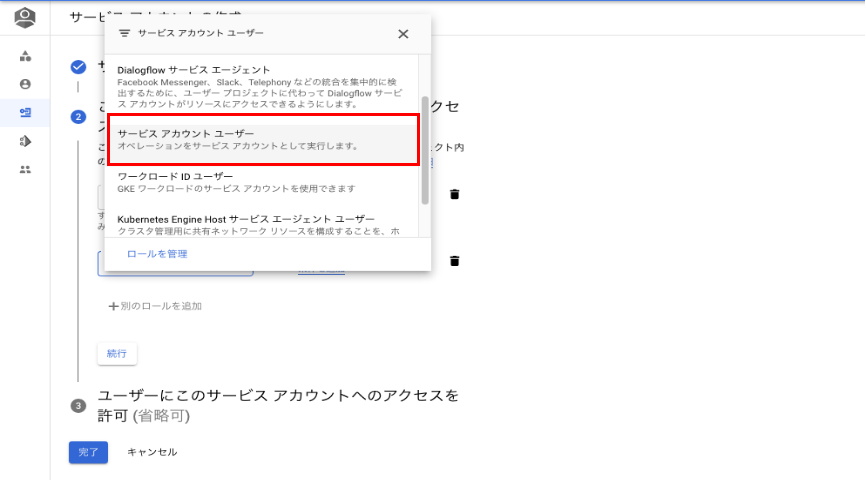 サービス アカウントの作成
サービス アカウント ユーザー
Dialogflow サービス エージェント
Facebook Messenger、Slack、Telephony などの統合を集中的に検
出するために、ユーザー プロジェクトに代わって Dialogflow サービ
ス アカウントがリソースにアクセスできるようにします。
2
クセ
サービス アカウント ユーザー
オペレーションをサービス アカウントとして実行します。
ェクト内
ワークロード ID ユーザー
GKE ワークロードのサービス アカウントを使用できます
Kubernetes Engine Host サービス エージェント ユーザー
クラスタ管理用に共有ネットワーク リソースを構成することを、ホ
ロールを管理
別のロールを追加
続行
3
ユーザーにこのサービス アカウントへのアクセスを
許可 (省略可)
完了
キャンセル